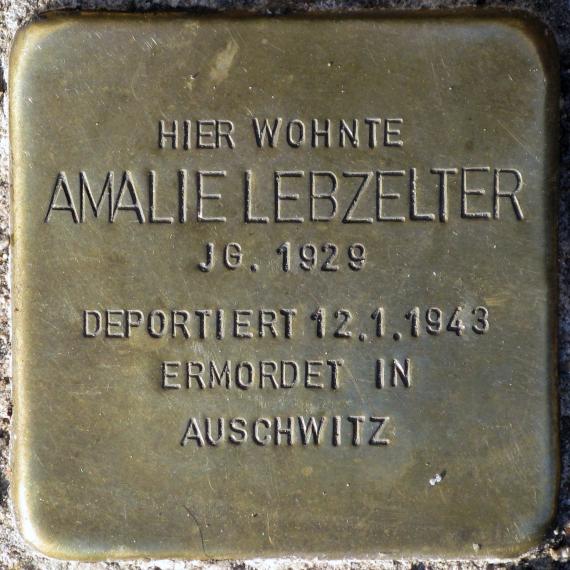 HIER WOHNTE
AMALIE LEBZELTER
JG. 1929
DEPORTIERT 12.1.1943
ERMORDET IN
AUSCHWITZ